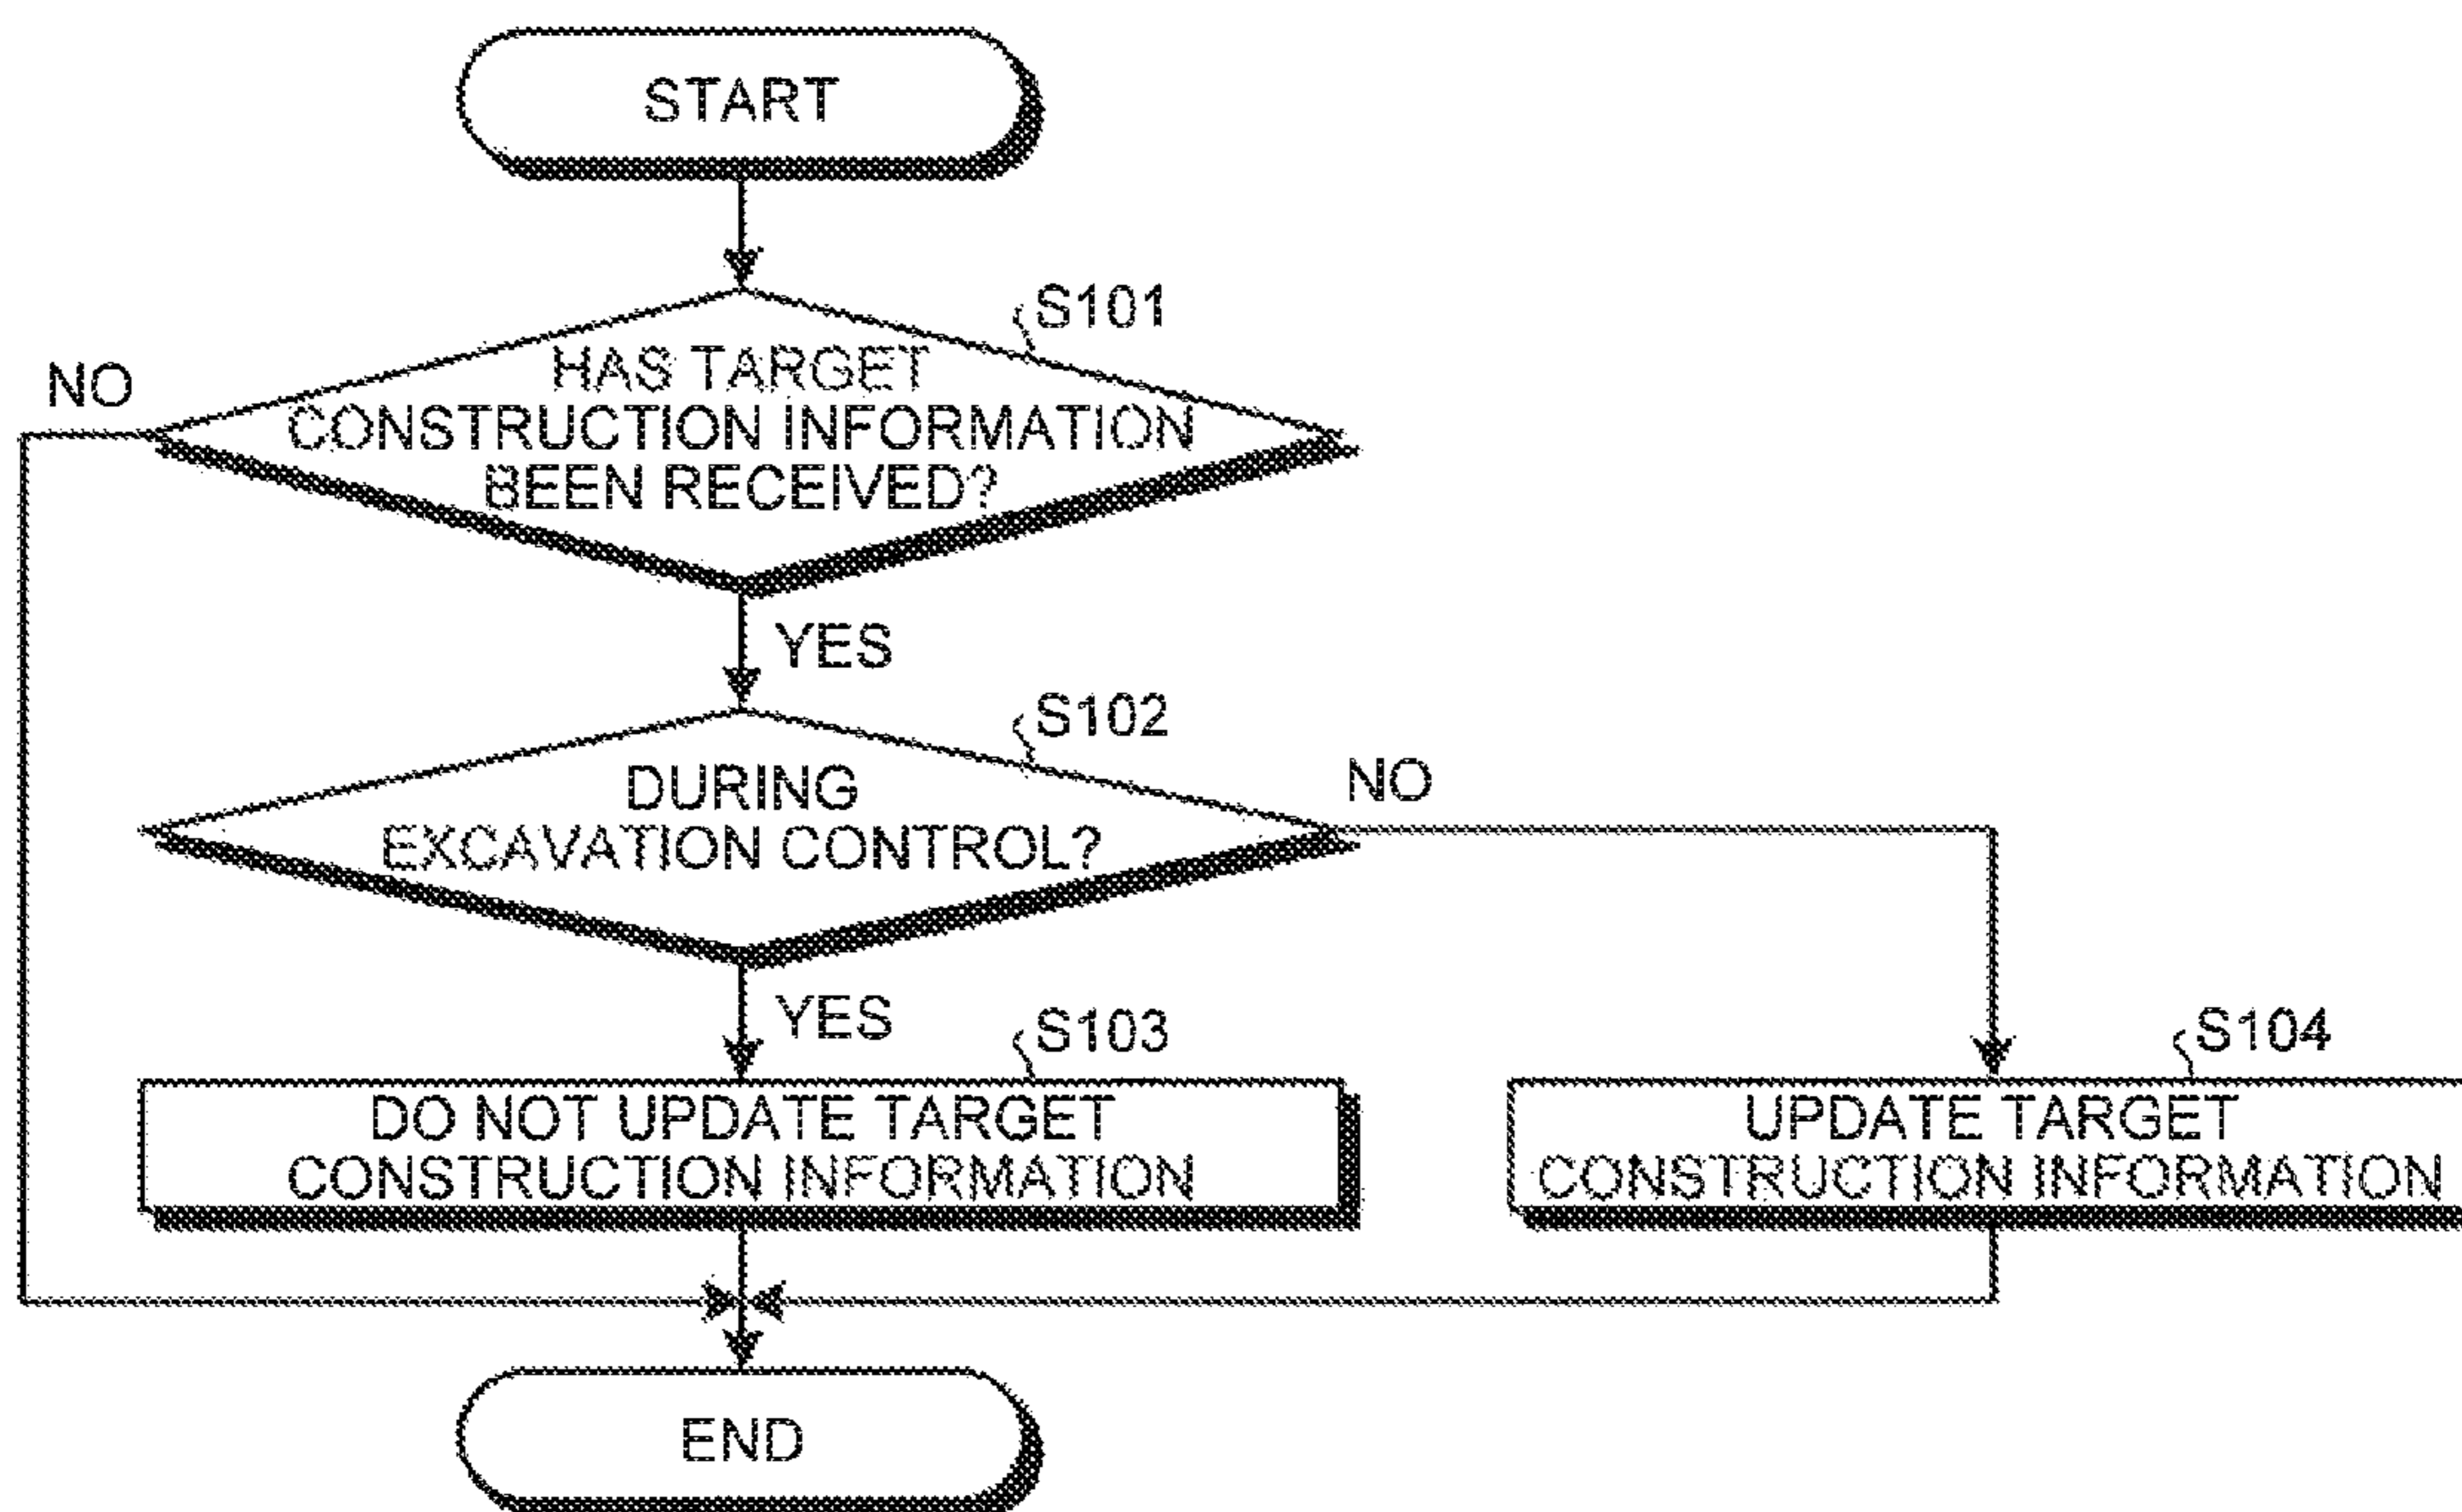 START
S101
HAS TARGET
CONSTRUCTION INFORMATION
BEEN RECEIVED?
NO
YES
S102
DURING
EXCAVATION CONTROL?
NO
YES
S103
DO NOT UPDATE TARGET
CONSTRUCTION INFORMATION
S104
UPDATE TARGET
CONSTRUCTION INFORMATION
END